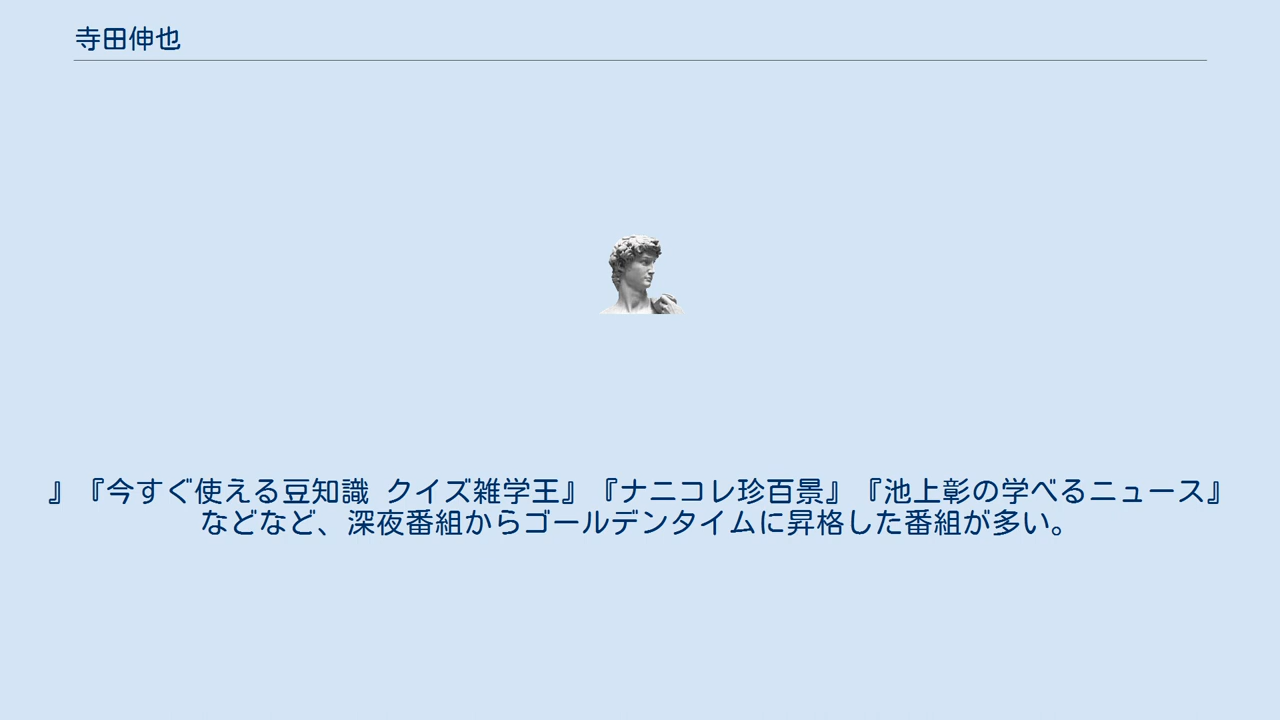 寺田伸也
』『今すぐ使える豆知識 クイズ雑学王』『ナニコレ珍百景』『池上彰の学べるニュース』
などなど、深夜番組からゴールデンタイムに昇格した番組が多い。